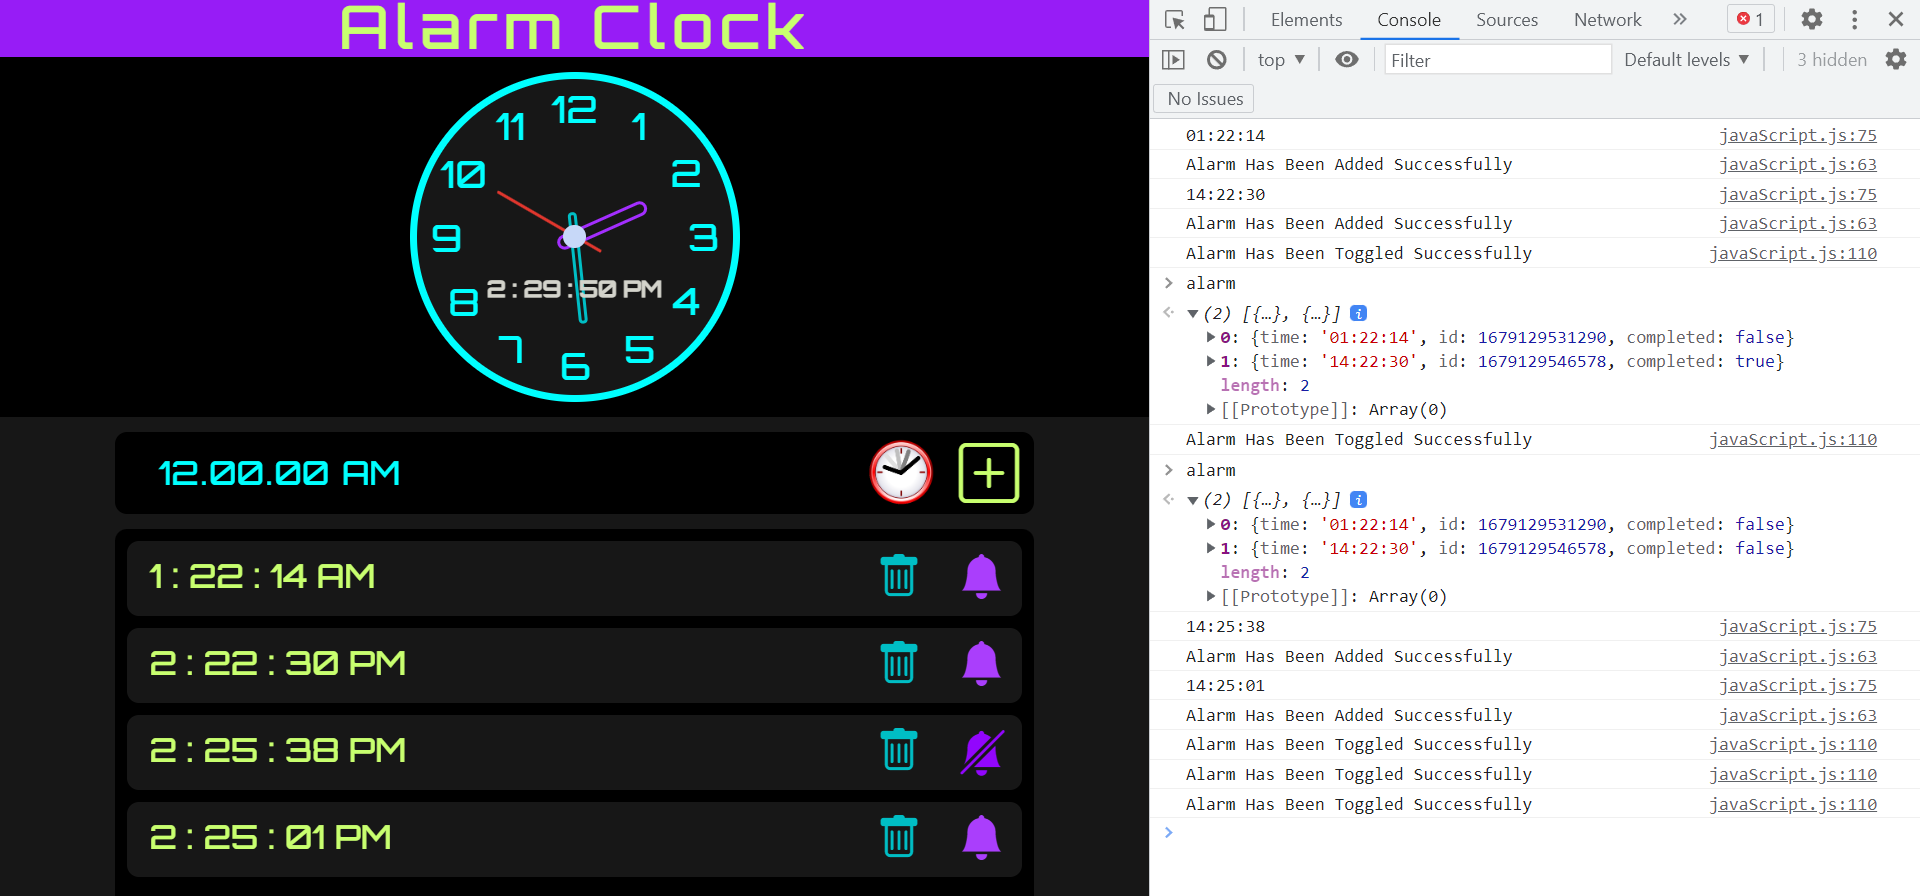 Alarm Clock
12
11
1
10
2
9
3
2 : 29 : 50 PM
8
4
7
5
6
12.00.00 AM
1 : 22 : 14 AM
2 : 22 : 30 PM
2 : 25 : 38 PM
2 : 25 : 01 PM
Elements Console Sources Network » 1
top ▼ Filter Default levels ▼ 3 hidden
No Issues
01:22:14 javaScript.js:75
Alarm Has Been Added Successfully javaScript.js:63
14:22:30 javaScript.js:75
Alarm Has Been Added Successfully javaScript.js:63
Alarm Has Been Toggled Successfully javaScript.js:110
alarm
(2) [{…}, {…}] i
0: {time: '01:22:14', id: 1679129531290, completed: false}
1: {time: '14:22:30', id: 1679129546578, completed: true}
length: 2
[[Prototype]]: Array(0)
Alarm Has Been Toggled Successfully javaScript.js:110
alarm
(2) [{…}, {…}] i
0: {time: '01:22:14', id: 1679129531290, completed: false}
1: {time: '14:22:30', id: 1679129546578, completed: false}
length: 2
[[Prototype]]: Array(0)
14:25:38 javaScript.js:75
Alarm Has Been Added Successfully javaScript.js:63
14:25:01 javaScript.js:75
Alarm Has Been Added Successfully javaScript.js:63
Alarm Has Been Toggled Successfully javaScript.js:110
Alarm Has Been Toggled Successfully javaScript.js:110
Alarm Has Been Toggled Successfully javaScript.js:110